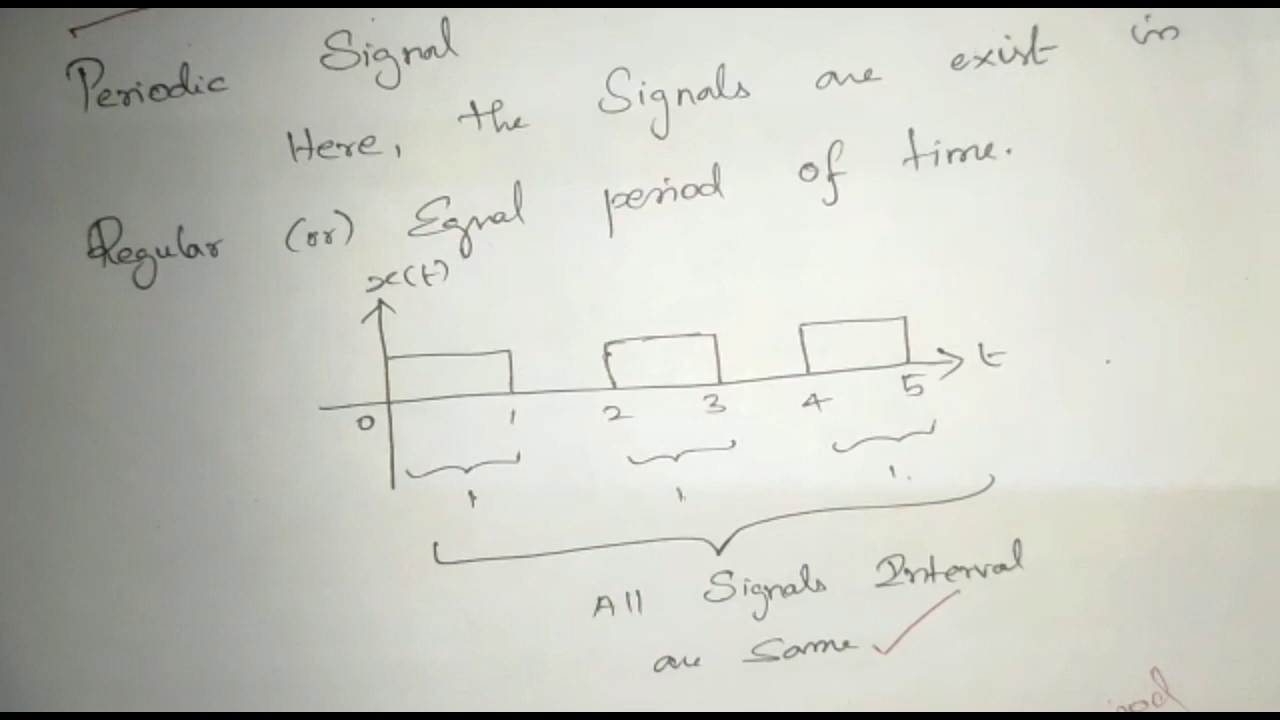 Periodic Signal
Here, the Signals are exist in
Regular (or) Equal period of time.
x(t)
t
0 1 2 3 4 5
1 1. 1.
All Signals Interval
are Same